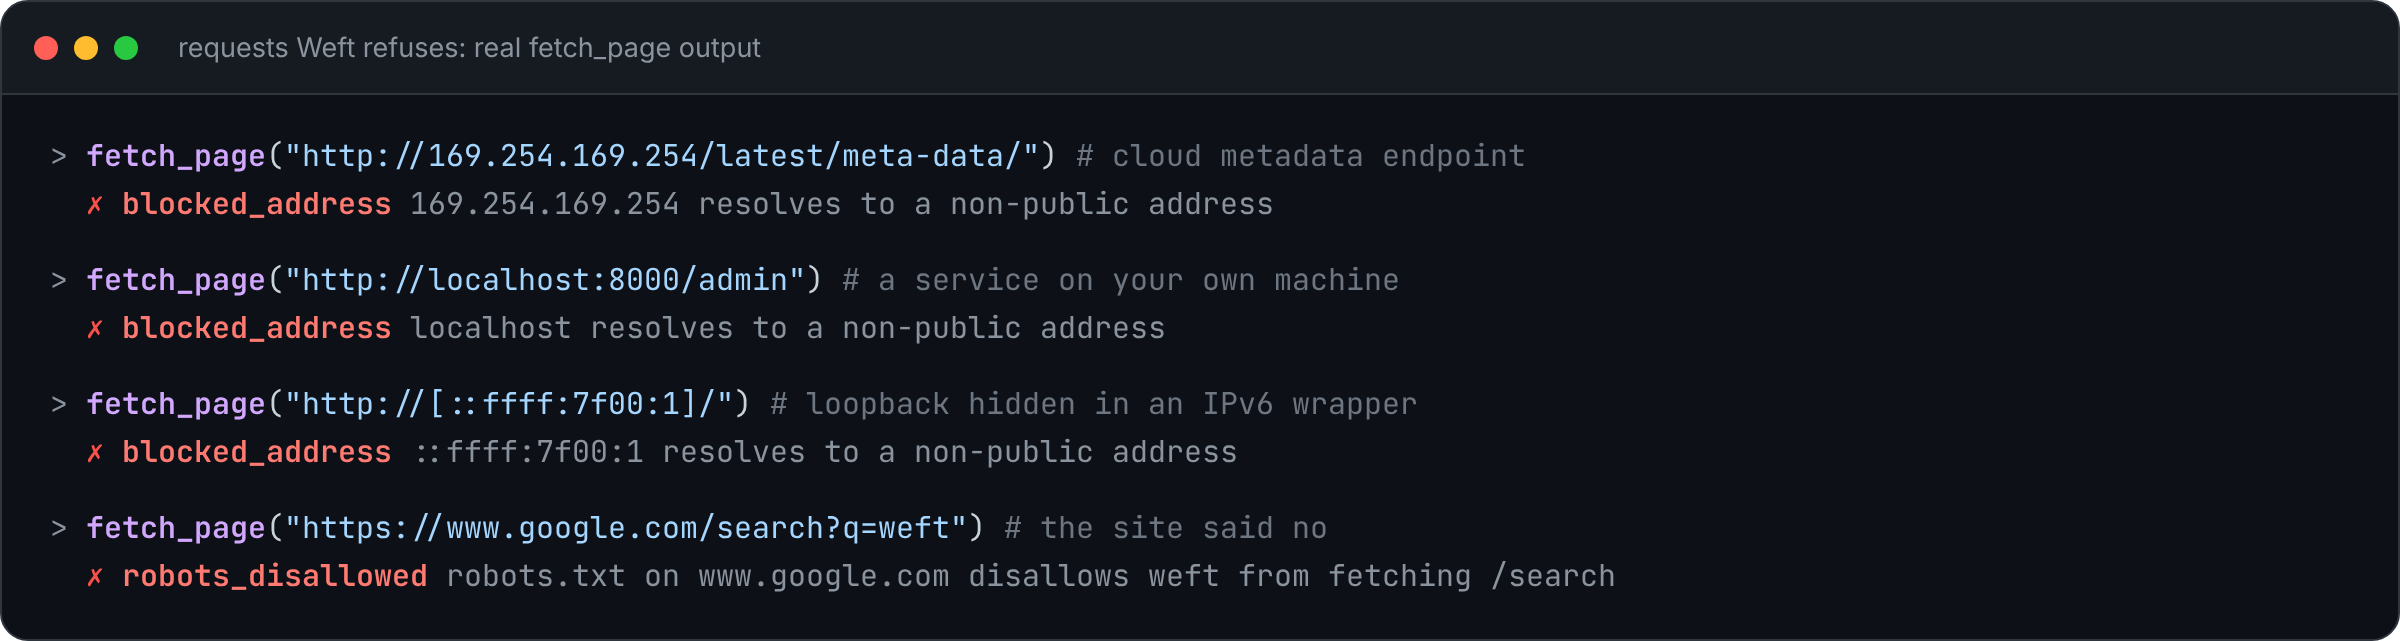 requests Weft refuses: real fetch_page output
> fetch_page("http://169.254.169.254/latest/meta-data/") # cloud metadata endpoint
✗ blocked_address 169.254.169.254 resolves to a non-public address
> fetch_page("http://localhost:8000/admin") # a service on your own machine
✗ blocked_address localhost resolves to a non-public address
> fetch_page("http://[::ffff:7f00:1]/") # loopback hidden in an IPv6 wrapper
✗ blocked_address ::ffff:7f00:1 resolves to a non-public address
> fetch_page("https://www.google.com/search?q=weft") # the site said no
✗ robots_disallowed robots.txt on www.google.com disallows weft from fetching /search